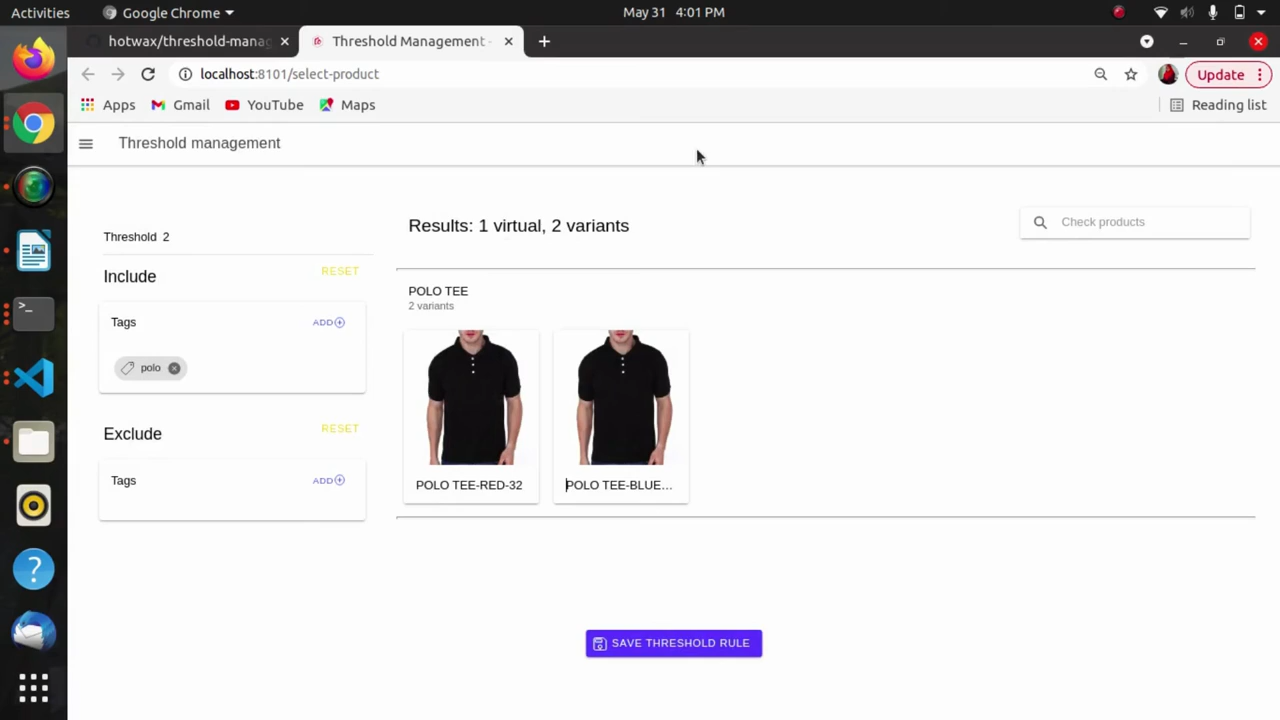 Activities
Google Chrome
May 31 4:01 PM
hotwax/threshold-manag
Threshold Management -
localhost:8101/select-product
Update
Apps
Gmail
YouTube
Maps
Reading list
Threshold management
Threshold 2
Results: 1 virtual, 2 variants
Check products
Include
RESET
POLO TEE
2 variants
Tags
ADD
polo
Exclude
RESET
Tags
ADD
POLO TEE-RED-32
POLO TEE-BLUE...
SAVE THRESHOLD RULE